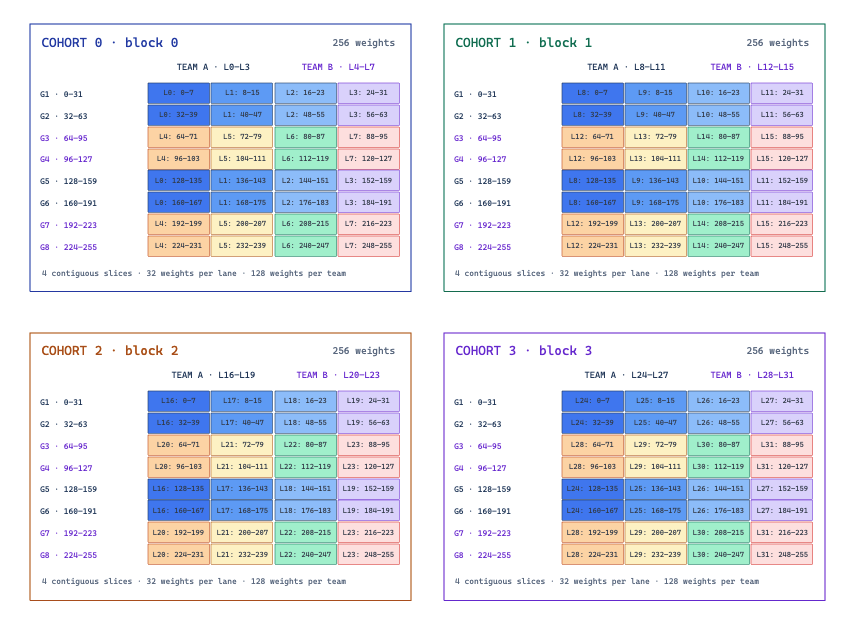 COHORT 0 · block 0 256 weights
TEAM A · L0–L3 TEAM B · L4–L7
G1 · 0–31 L0: 0–7 L1: 8–15 L2: 16–23 L3: 24–31
G2 · 32–63 L0: 32–39 L1: 40–47 L2: 48–55 L3: 56–63
G3 · 64–95 L4: 64–71 L5: 72–79 L6: 80–87 L7: 88–95
G4 · 96–127 L4: 96–103 L5: 104–111 L6: 112–119 L7: 120–127
G5 · 128–159 L0: 128–135 L1: 136–143 L2: 144–151 L3: 152–159
G6 · 160–191 L0: 160–167 L1: 168–175 L2: 176–183 L3: 184–191
G7 · 192–223 L4: 192–199 L5: 200–207 L6: 208–215 L7: 216–223
G8 · 224–255 L4: 224–231 L5: 232–239 L6: 240–247 L7: 248–255
4 contiguous slices · 32 weights per lane · 128 weights per team
COHORT 1 · block 1 256 weights
TEAM A · L8–L11 TEAM B · L12–L15
G1 · 0–31 L8: 0–7 L9: 8–15 L10: 16–23 L11: 24–31
G2 · 32–63 L8: 32–39 L9: 40–47 L10: 48–55 L11: 56–63
G3 · 64–95 L12: 64–71 L13: 72–79 L14: 80–87 L15: 88–95
G4 · 96–127 L12: 96–103 L13: 104–111 L14: 112–119 L15: 120–127
G5 · 128–159 L8: 128–135 L9: 136–143 L10: 144–151 L11: 152–159
G6 · 160–191 L8: 160–167 L9: 168–175 L10: 176–183 L11: 184–191
G7 · 192–223 L12: 192–199 L13: 200–207 L14: 208–215 L15: 216–223
G8 · 224–255 L12: 224–231 L13: 232–239 L14: 240–247 L15: 248–255
4 contiguous slices · 32 weights per lane · 128 weights per team
COHORT 2 · block 2 256 weights
TEAM A · L16–L19 TEAM B · L20–L23
G1 · 0–31 L16: 0–7 L17: 8–15 L18: 16–23 L19: 24–31
G2 · 32–63 L16: 32–39 L17: 40–47 L18: 48–55 L19: 56–63
G3 · 64–95 L20: 64–71 L21: 72–79 L22: 80–87 L23: 88–95
G4 · 96–127 L20: 96–103 L21: 104–111 L22: 112–119 L23: 120–127
G5 · 128–159 L16: 128–135 L17: 136–143 L18: 144–151 L19: 152–159
G6 · 160–191 L16: 160–167 L17: 168–175 L18: 176–183 L19: 184–191
G7 · 192–223 L20: 192–199 L21: 200–207 L22: 208–215 L23: 216–223
G8 · 224–255 L20: 224–231 L21: 232–239 L22: 240–247 L23: 248–255
4 contiguous slices · 32 weights per lane · 128 weights per team
COHORT 3 · block 3 256 weights
TEAM A · L24–L27 TEAM B · L28–L31
G1 · 0–31 L24: 0–7 L25: 8–15 L26: 16–23 L27: 24–31
G2 · 32–63 L24: 32–39 L25: 40–47 L26: 48–55 L27: 56–63
G3 · 64–95 L28: 64–71 L29: 72–79 L30: 80–87 L31: 88–95
G4 · 96–127 L28: 96–103 L29: 104–111 L30: 112–119 L31: 120–127
G5 · 128–159 L24: 128–135 L25: 136–143 L26: 144–151 L27: 152–159
G6 · 160–191 L24: 160–167 L25: 168–175 L26: 176–183 L27: 184–191
G7 · 192–223 L28: 192–199 L29: 200–207 L30: 208–215 L31: 216–223
G8 · 224–255 L28: 224–231 L29: 232–239 L30: 240–247 L31: 248–255
4 contiguous slices · 32 weights per lane · 128 weights per team